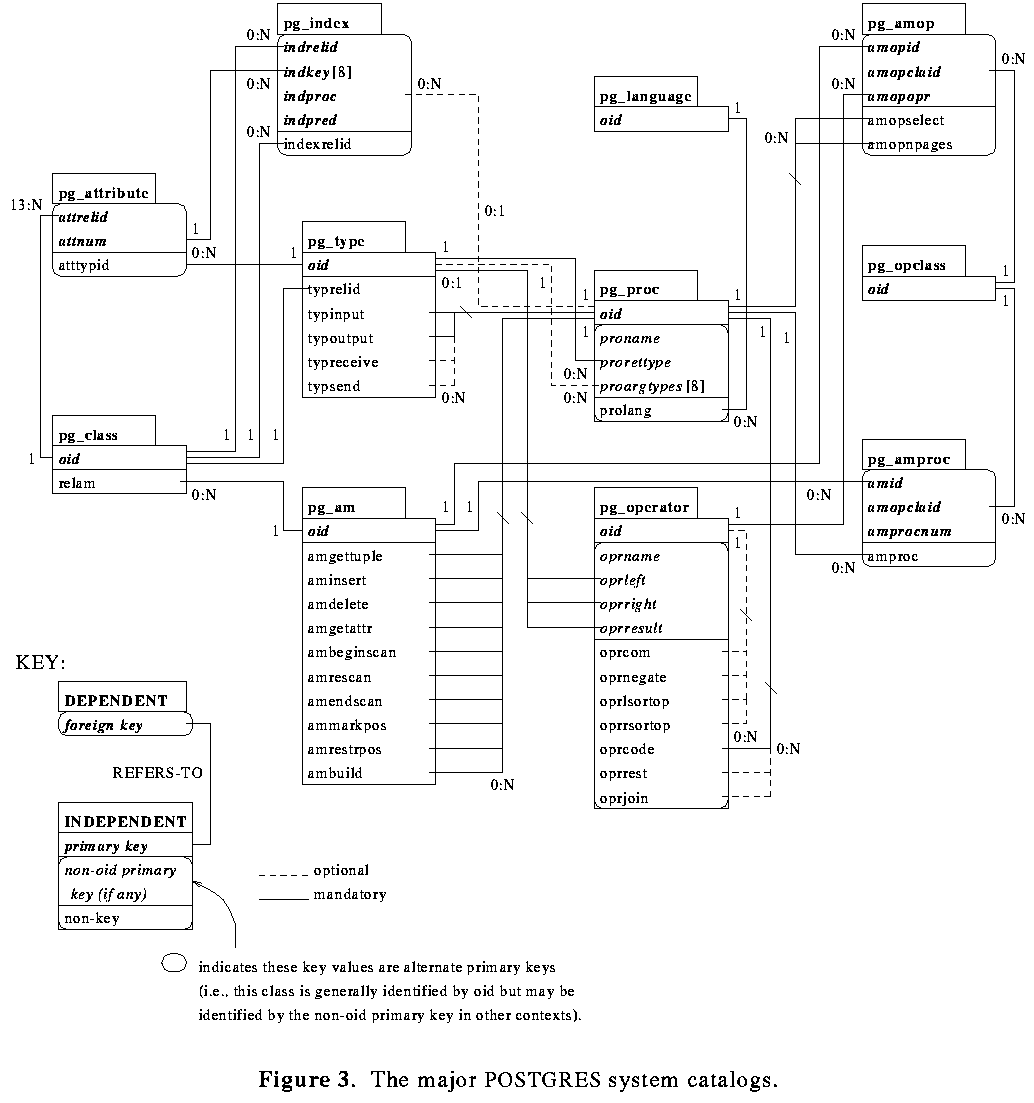 pg_index
0:N
indrelid
indkey[8]
0:N
indproc
0:N
indpred
0:N
indexrelid
pg_amop
0:N
amopid
amopclaid
0:N
0:N
amopopr
amopselect
0:N
amopnpages
pg_language
1
oid
pg_attribute
13:N
attrelid
attnum
1
0:N
atttypid
0:1
pg_type
1
1
oid
0:1
1
typrelid
typinput
typoutput
typreceive
typsend
0:N
pg_opclass
1
oid
1
pg_proc
1
1
oid
1
1
1
proname
prorettype
0:N
proargtypes [8]
0:N
prolang
0:N
pg_class
1
1
1
oid
1
relam
0:N
pg_amproc
amid
0:N
amopclaid
0:N
amprocnum
amproc
0:N
pg_am
1
1
oid
1
amgettuple
aminsert
amdelete
amgetattr
ambeginscan
amrescan
amendscan
ammarkpos
amrestrpos
ambuild
0:N
pg_operator
1
oid
1
oprname
oprleft
oprright
oprresult
oprcom
oprnegate
oprlsortop
oprrsortop
0:N
oprcode
0:N
oprrest
oprjoin
KEY:
DEPENDENT
foreign key
REFERS-TO
INDEPENDENT
primary key
non-oid primary
key (if any)
non-key
optional
mandatory
indicates these key values are alternate primary keys
(i.e., this class is generally identified by oid but may be
identified by the non-oid primary key in other contexts).
Figure 3. The major POSTGRES system catalogs.